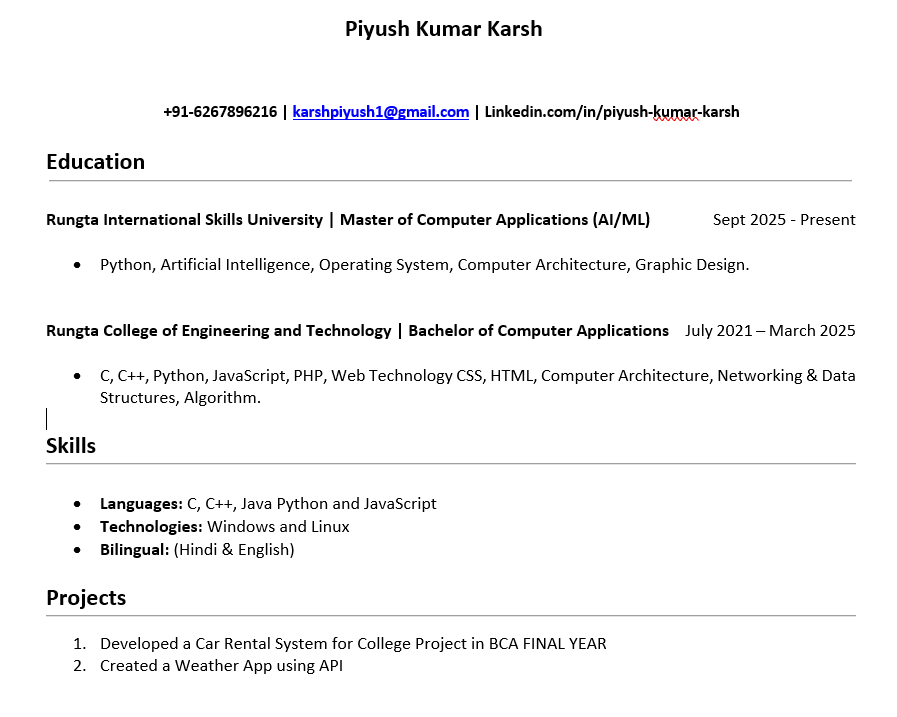 Piyush Kumar Karsh
+91-6267896216 | karshpiyush1@gmail.com | Linkedin.com/in/piyush-kumar-karsh
Education
Rungta International Skills University | Master of Computer Applications (AI/ML) Sept 2025 - Present
• Python, Artificial Intelligence, Operating System, Computer Architecture, Graphic Design.
Rungta College of Engineering and Technology | Bachelor of Computer Applications July 2021 – March 2025
• C, C++, Python, JavaScript, PHP, Web Technology CSS, HTML, Computer Architecture, Networking & Data
Structures, Algorithm.
Skills
• Languages: C, C++, Java Python and JavaScript
• Technologies: Windows and Linux
• Bilingual: (Hindi & English)
Projects
1. Developed a Car Rental System for College Project in BCA FINAL YEAR
2. Created a Weather App using API